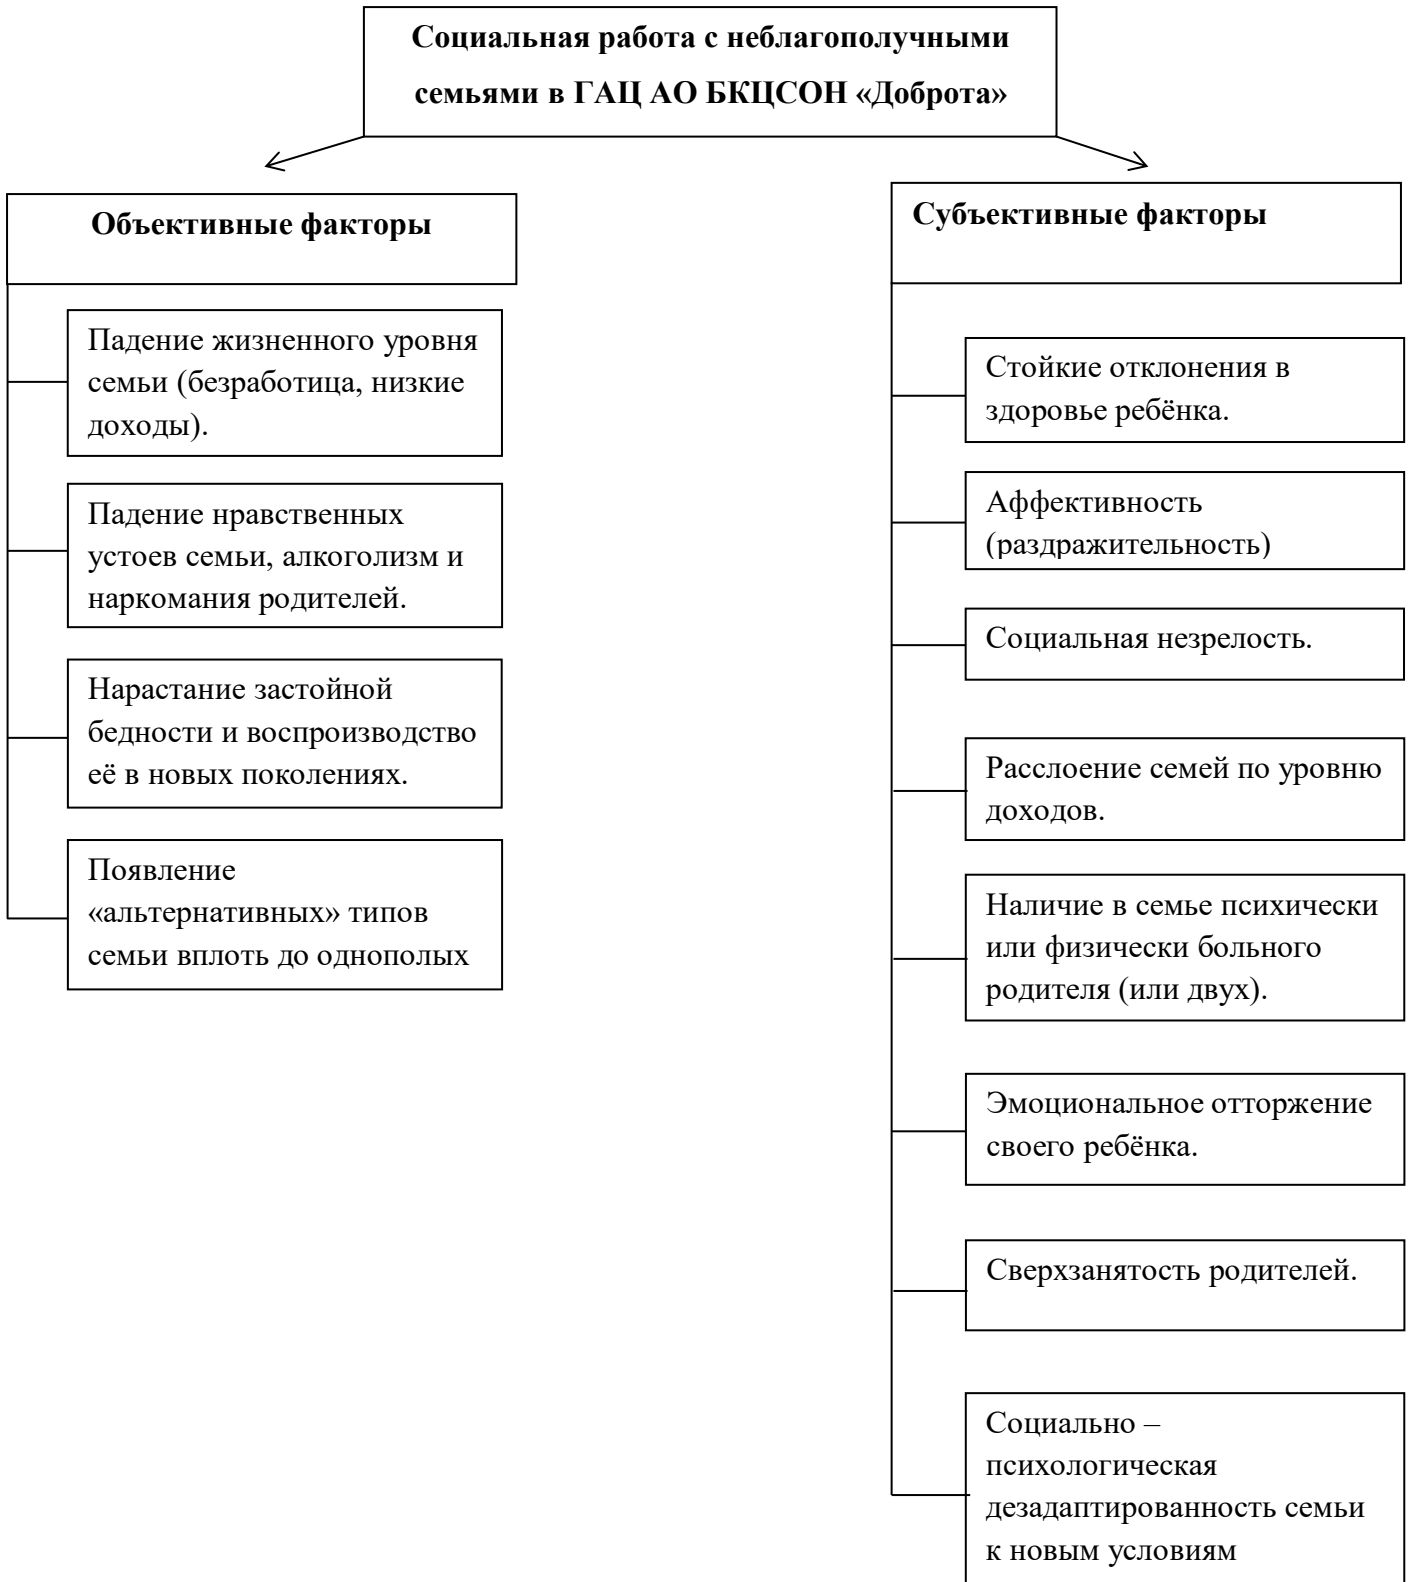 Социальная работа с неблагополучными
семьями в ГАЦ АО БКЦСОН «Доброта»
Объективные факторы
Падение жизненного уровня
семьи (безработица, низкие
доходы).
Падение нравственных
устоев семьи, алкоголизм и
наркомания родителей.
Нарастание застойной
бедности и воспроизводство
её в новых поколениях.
Появление
«альтернативных» типов
семьи вплоть до однополых
Субъективные факторы
Стойкие отклонения в
здоровье ребёнка.
Аффективность
(раздражительность)
Социальная незрелость.
Расслоение семей по уровню
доходов.
Наличие в семье психически
или физически больного
родителя (или двух).
Эмоциональное отторжение
своего ребёнка.
Сверхзанятость родителей.
Социально –
психологическая
дезадаптированность семьи
к новым условиям